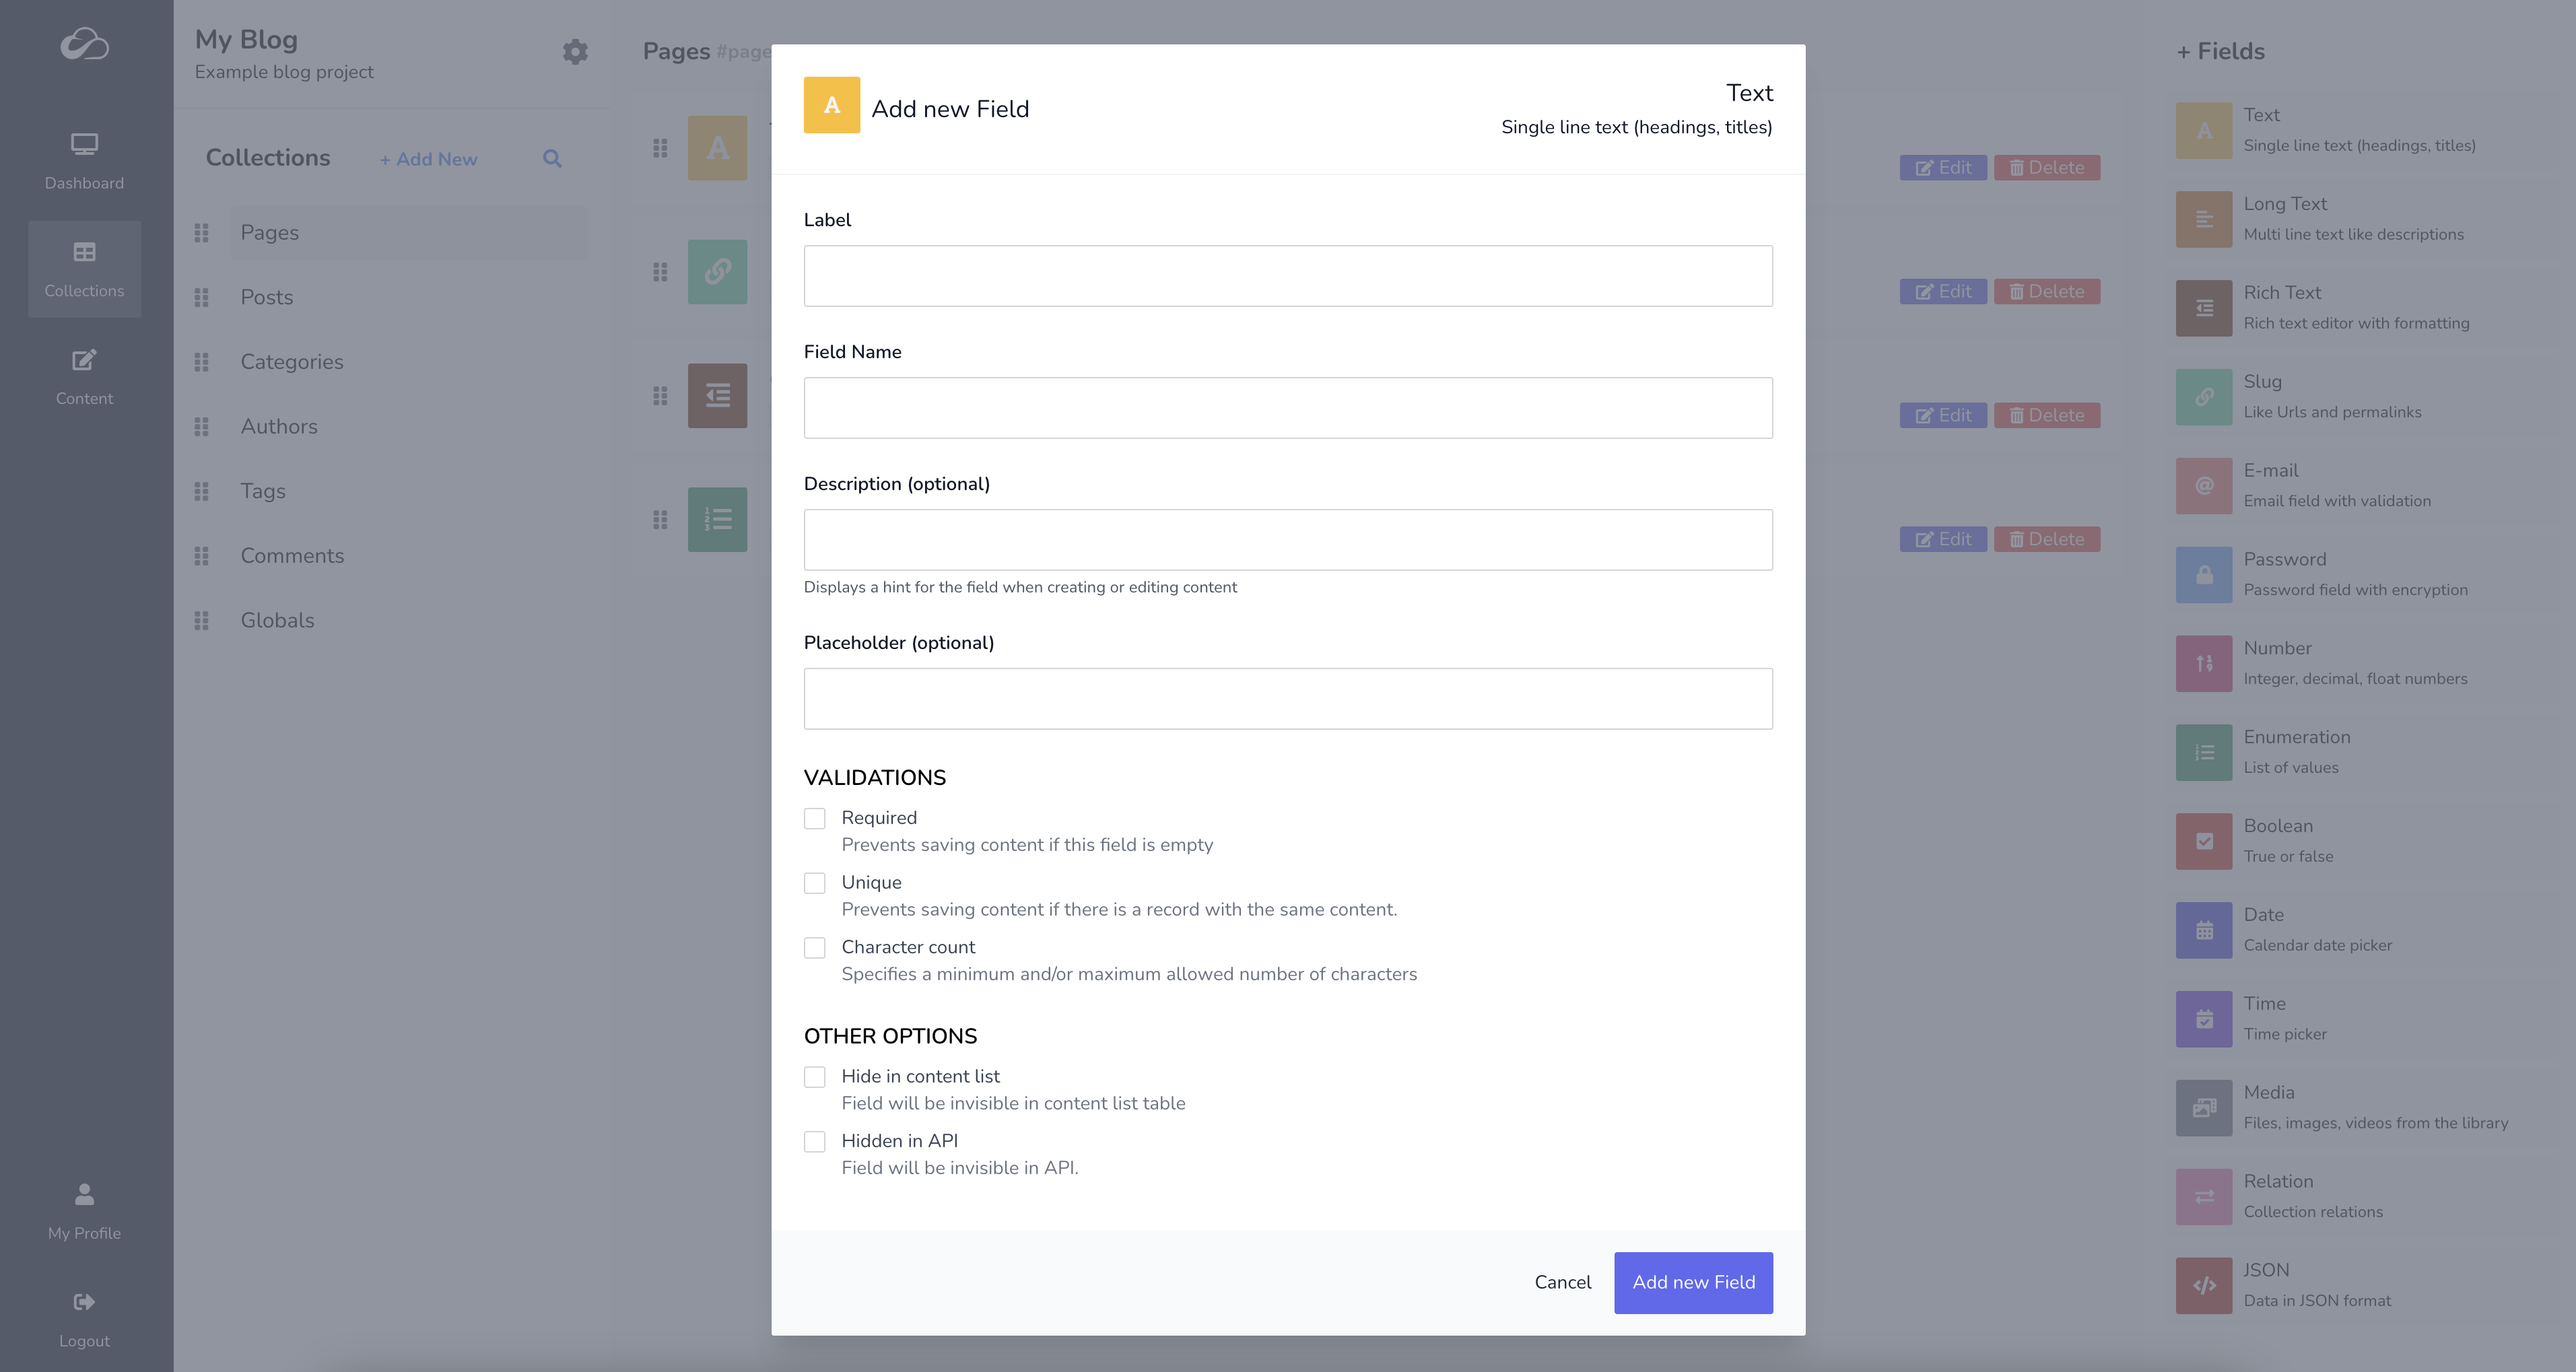 Dashboard
Collections
Content
My Profile
Logout
My Blog
Example blog project
Collections
+ Add New
Pages
Posts
Categories
Authors
Tags
Comments
Globals
Pages #page
Edit
Delete
Edit
Delete
Edit
Delete
Edit
Delete
A
Add new Field
Text
Single line text (headings, titles)
Label
Field Name
Description (optional)
Displays a hint for the field when creating or editing content
Placeholder (optional)
VALIDATIONS
Required
Prevents saving content if this field is empty
Unique
Prevents saving content if there is a record with the same content.
Character count
Specifies a minimum and/or maximum allowed number of characters
OTHER OPTIONS
Hide in content list
Field will be invisible in content list table
Hidden in API
Field will be invisible in API.
Cancel
Add new Field
+ Fields
Text
Single line text (headings, titles)
Long Text
Multi line text like descriptions
Rich Text
Rich text editor with formatting
Slug
Like Urls and permalinks
E-mail
Email field with validation
Password
Password field with encryption
Number
Integer, decimal, float numbers
Enumeration
List of values
Boolean
True or false
Date
Calendar date picker
Time
Time picker
Media
Files, images, videos from the library
Relation
Collection relations
JSON
Data in JSON format